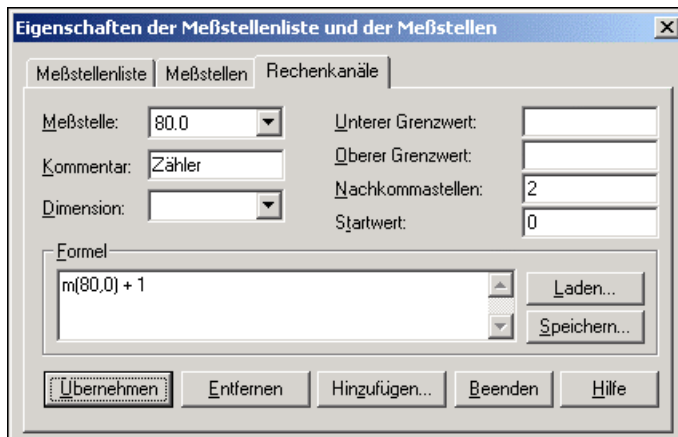 Eigenschaften der Meßstellenliste und der Meßstellen
Meßstellenliste Meßstellen Rechenkanäle
Meßstelle: 80.0 Unterer Grenzwert:
Oberer Grenzwert:
Kommentar: Zähler
Nachkommastellen: 2
Dimension:
Startwert: 0
Formel
m(80,0) + 1
Laden...
Speichern...
Übernehmen Entfernen Hinzufügen... Beenden Hilfe